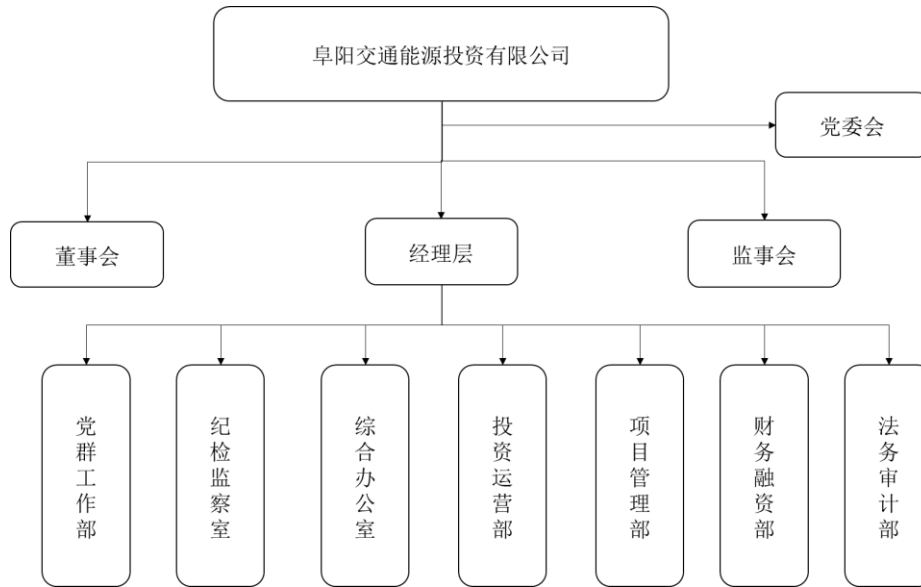 阜阳交通能源投资有限公司
党委会
董事会
经理层
监事会
党群工作部
纪检监察室
综合办公室
投资运营部
项目管理部
财务融资部
法务审计部